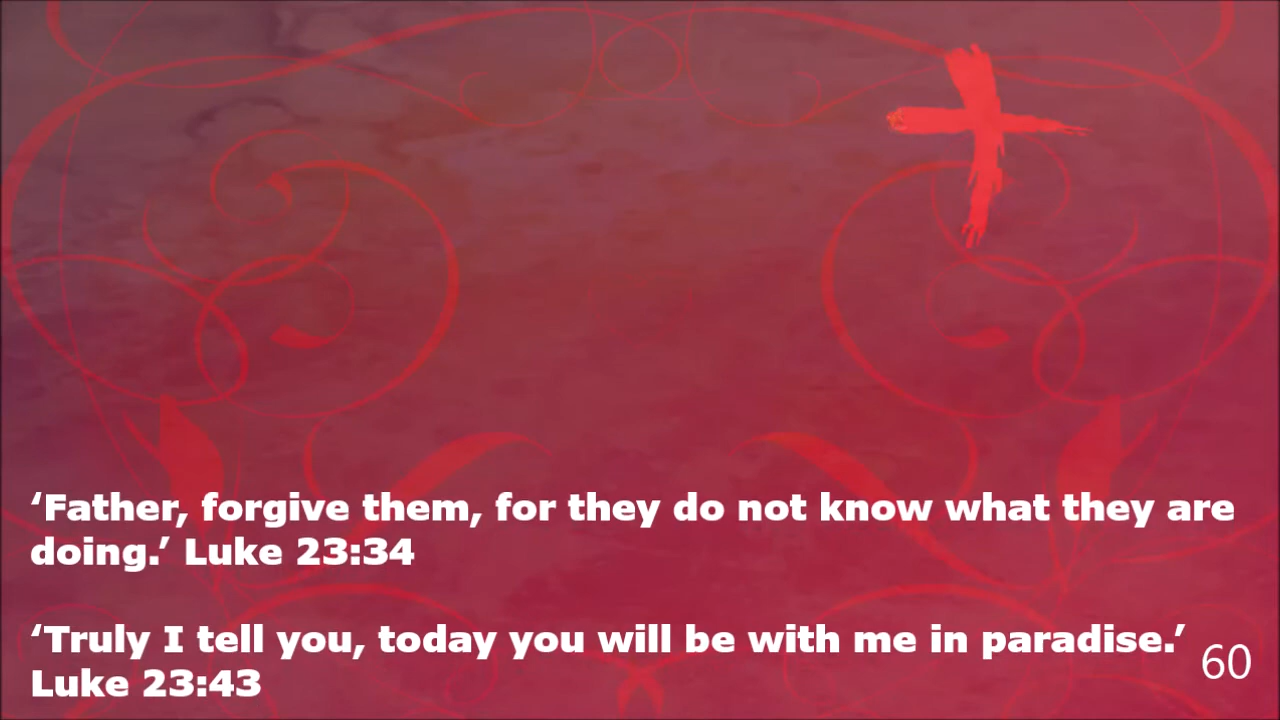 ‘Father, forgive them, for they do not know what they are
doing.’ Luke 23:34
‘Truly I tell you, today you will be with me in paradise.’
Luke 23:43
60